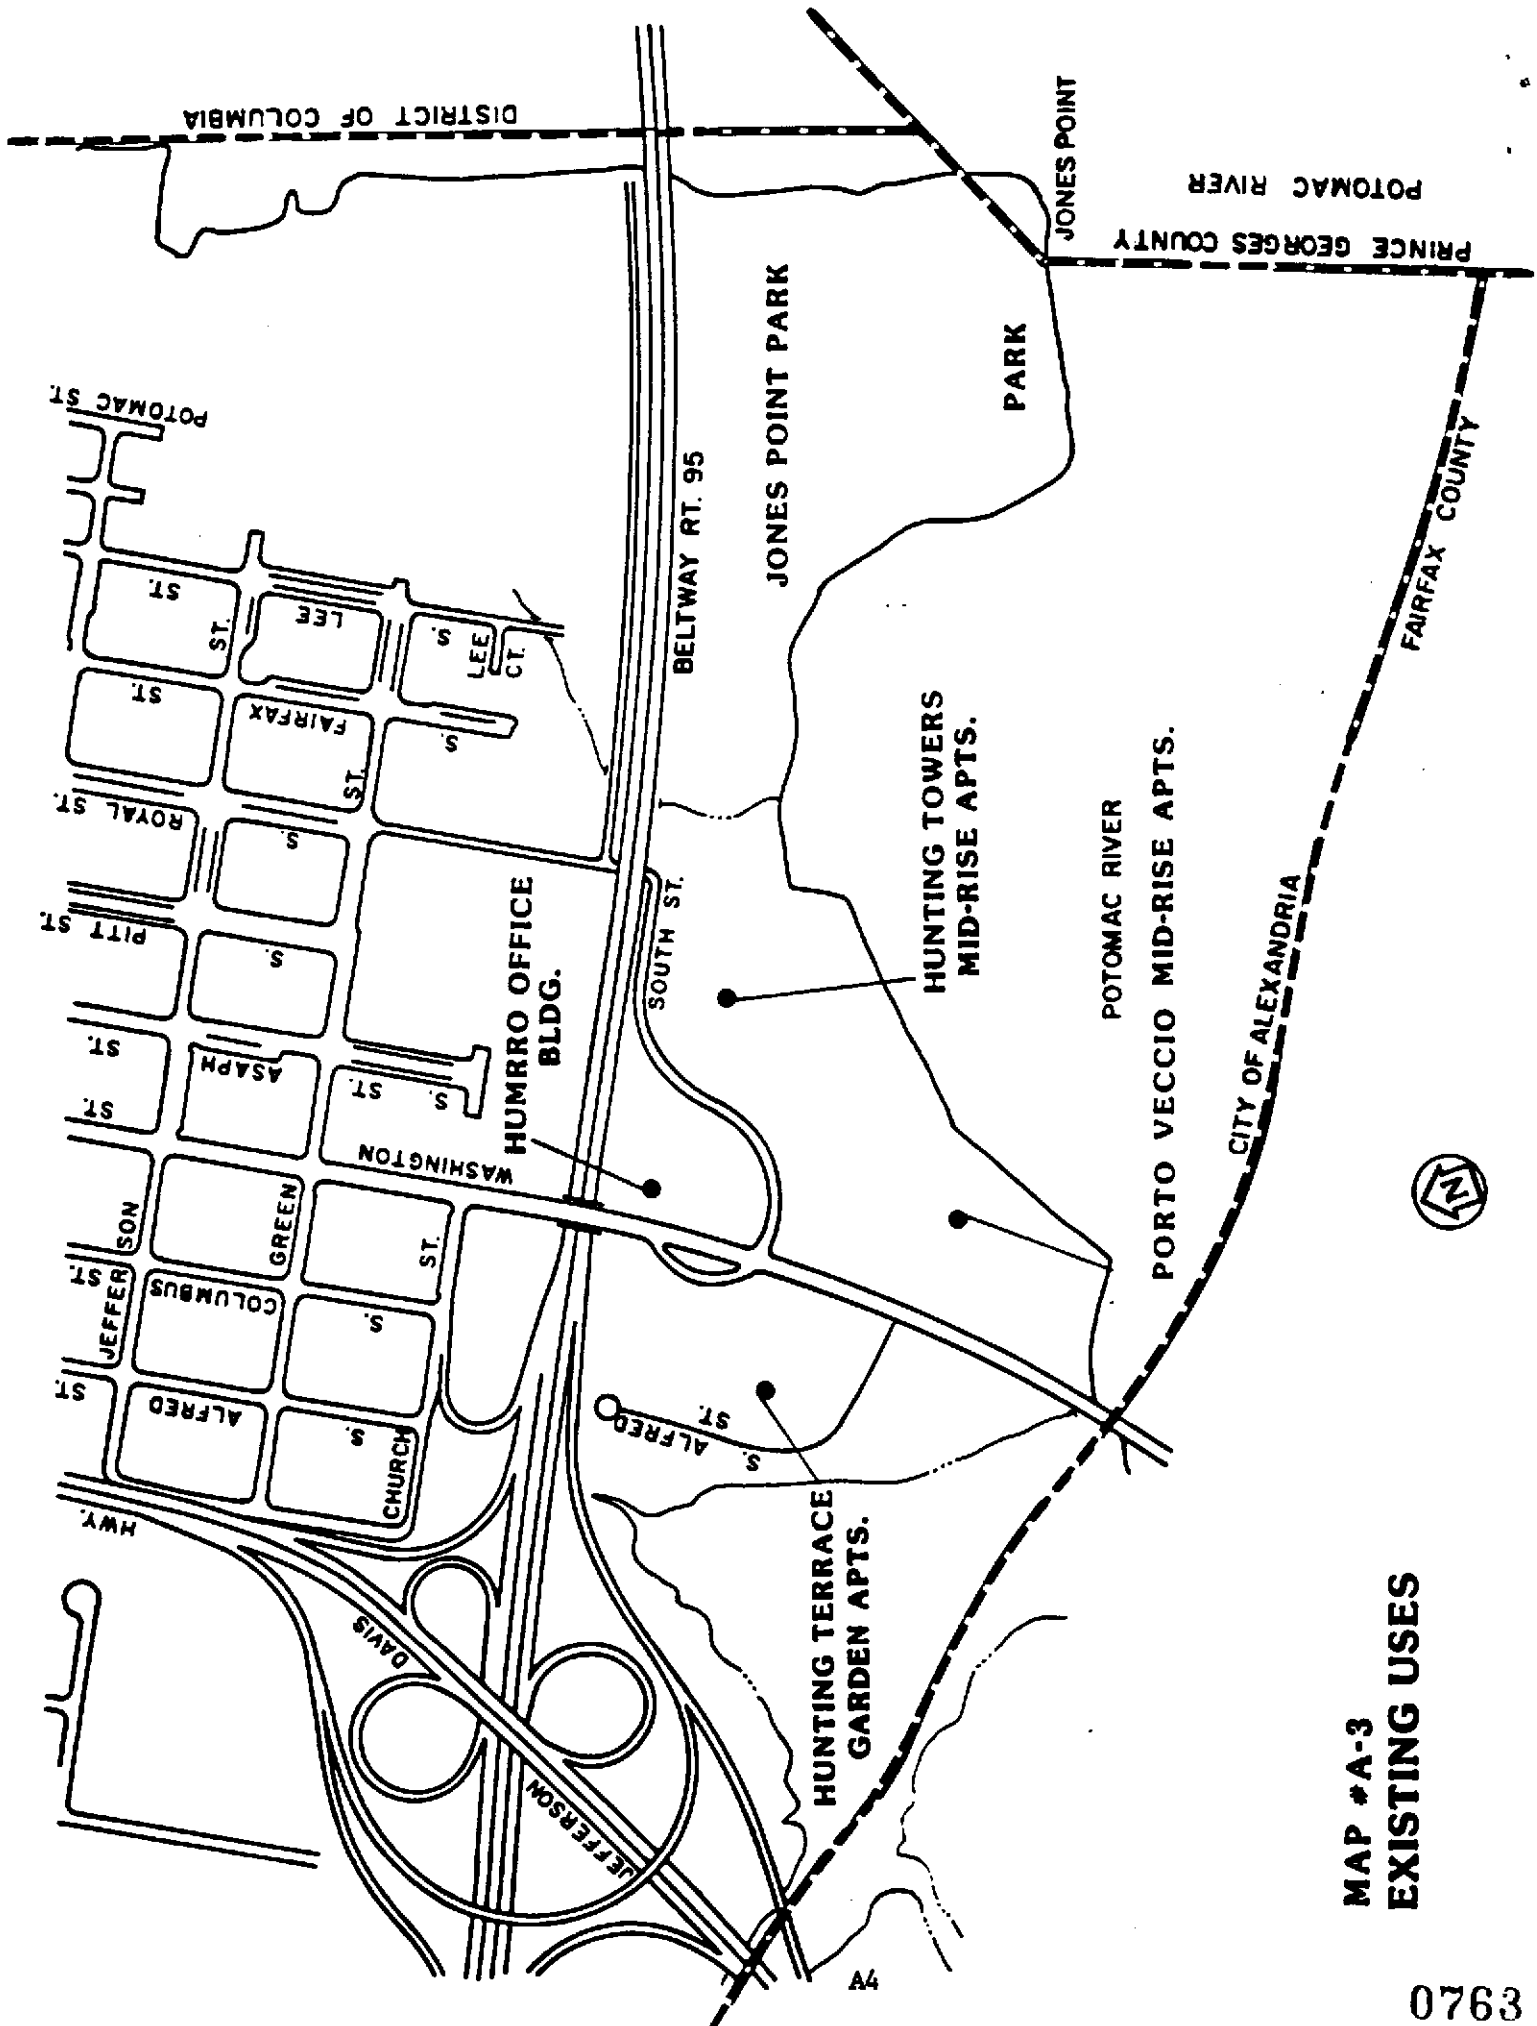 DISTRICT OF COLUMBIA
JONES POINT
POTOMAC RIVER
PRINCE GEORGES COUNTY
POTOMAC ST.
BELTWAY RT. 95
JONES POINT PARK
PARK
ST.
LEE
S.
LEE
CT.
ST.
ST.
FAIRFAX
S.
ST.
ROYAL ST.
S.
PITT ST.
S.
ST.
ASAPH
ST.
S.
ST.
WASHINGTON
HUMRRO OFFICE
BLDG.
SOUTH ST.
HUNTING TOWERS
MID-RISE APTS.
POTOMAC RIVER
PORTO VECCIO MID-RISE APTS.
FAIRFAX COUNTY
CITY OF ALEXANDRIA
JEFFERSON
ST.
GREEN
ST.
COLUMBUS
S.
ST.
ALFRED
S.
CHURCH
S. ALFRED
ST.
HWY.
DAVIS
JEFFERSON
HUNTING TERRACE
GARDEN APTS.
N
MAP #A-3
EXISTING USES
A4
0763